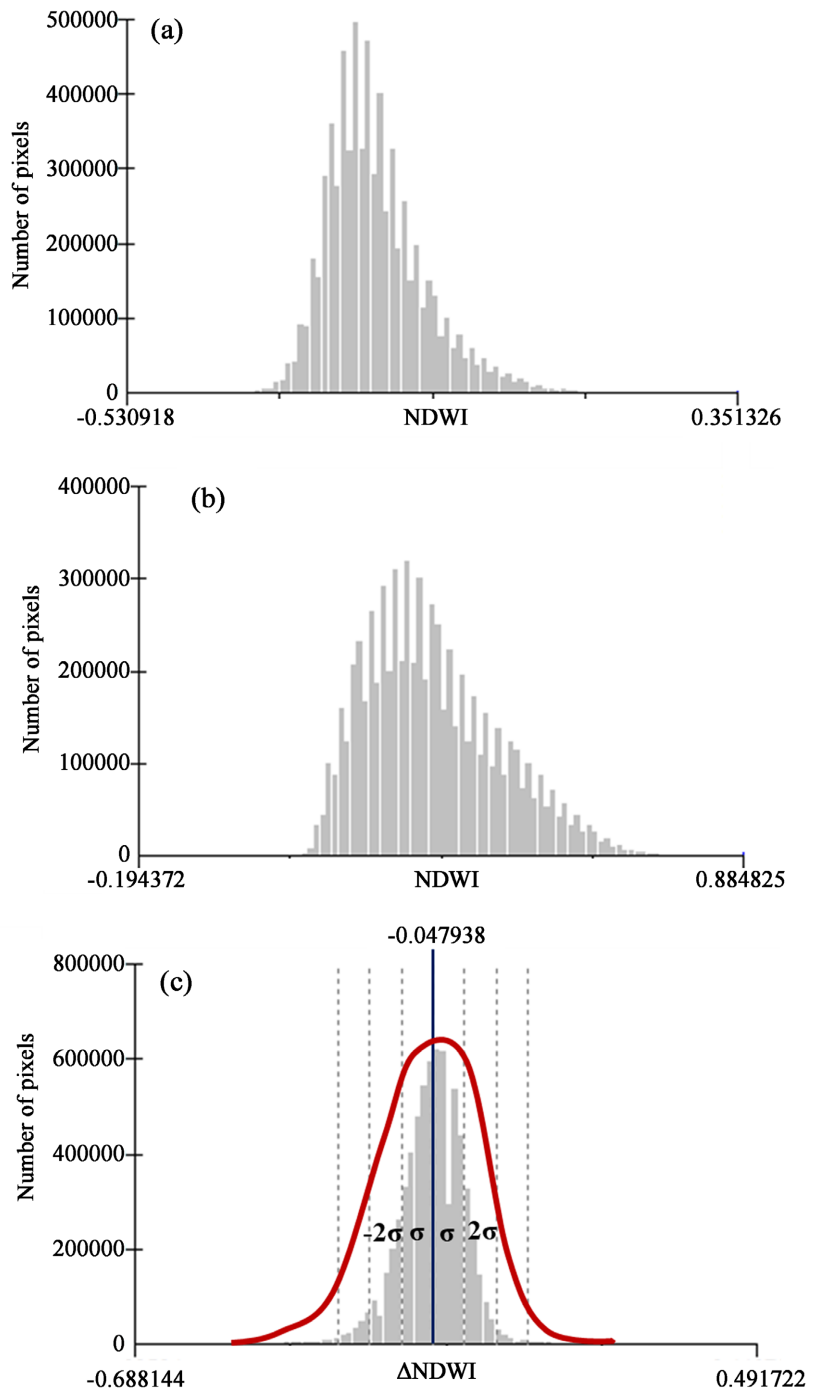 (a)
500000
400000
300000
200000
100000
0
Number of pixels
-0.530918 NDWI 0.351326
(b)
400000
300000
200000
100000
0
Number of pixels
-0.194372 NDWI 0.884825
-0.047938
(c)
800000
600000
400000
200000
0
Number of pixels
-2σ σ σ 2σ
-0.688144 ΔNDWI 0.491722